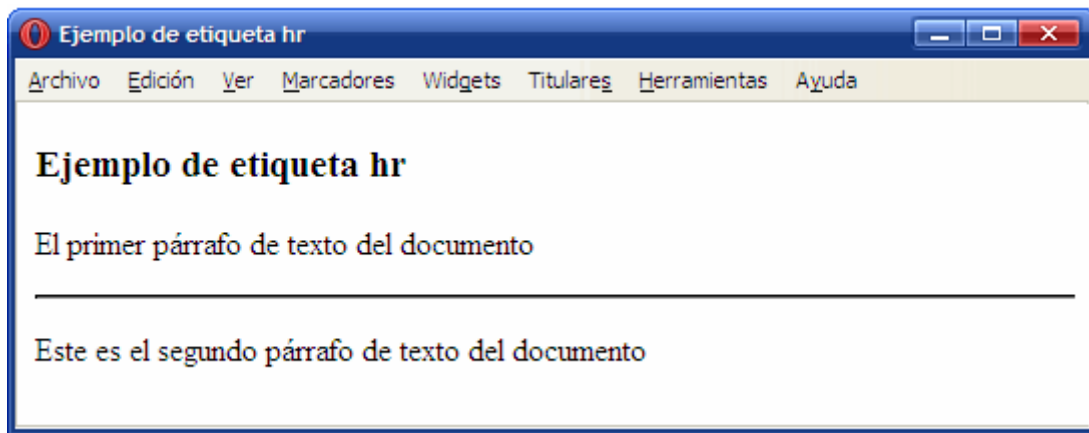 Ejemplo de etiqueta hr
Archivo Edición Ver Marcadores Widgets Titulares Herramientas Ayuda
Ejemplo de etiqueta hr
El primer párrafo de texto del documento
Este es el segundo párrafo de texto del documento